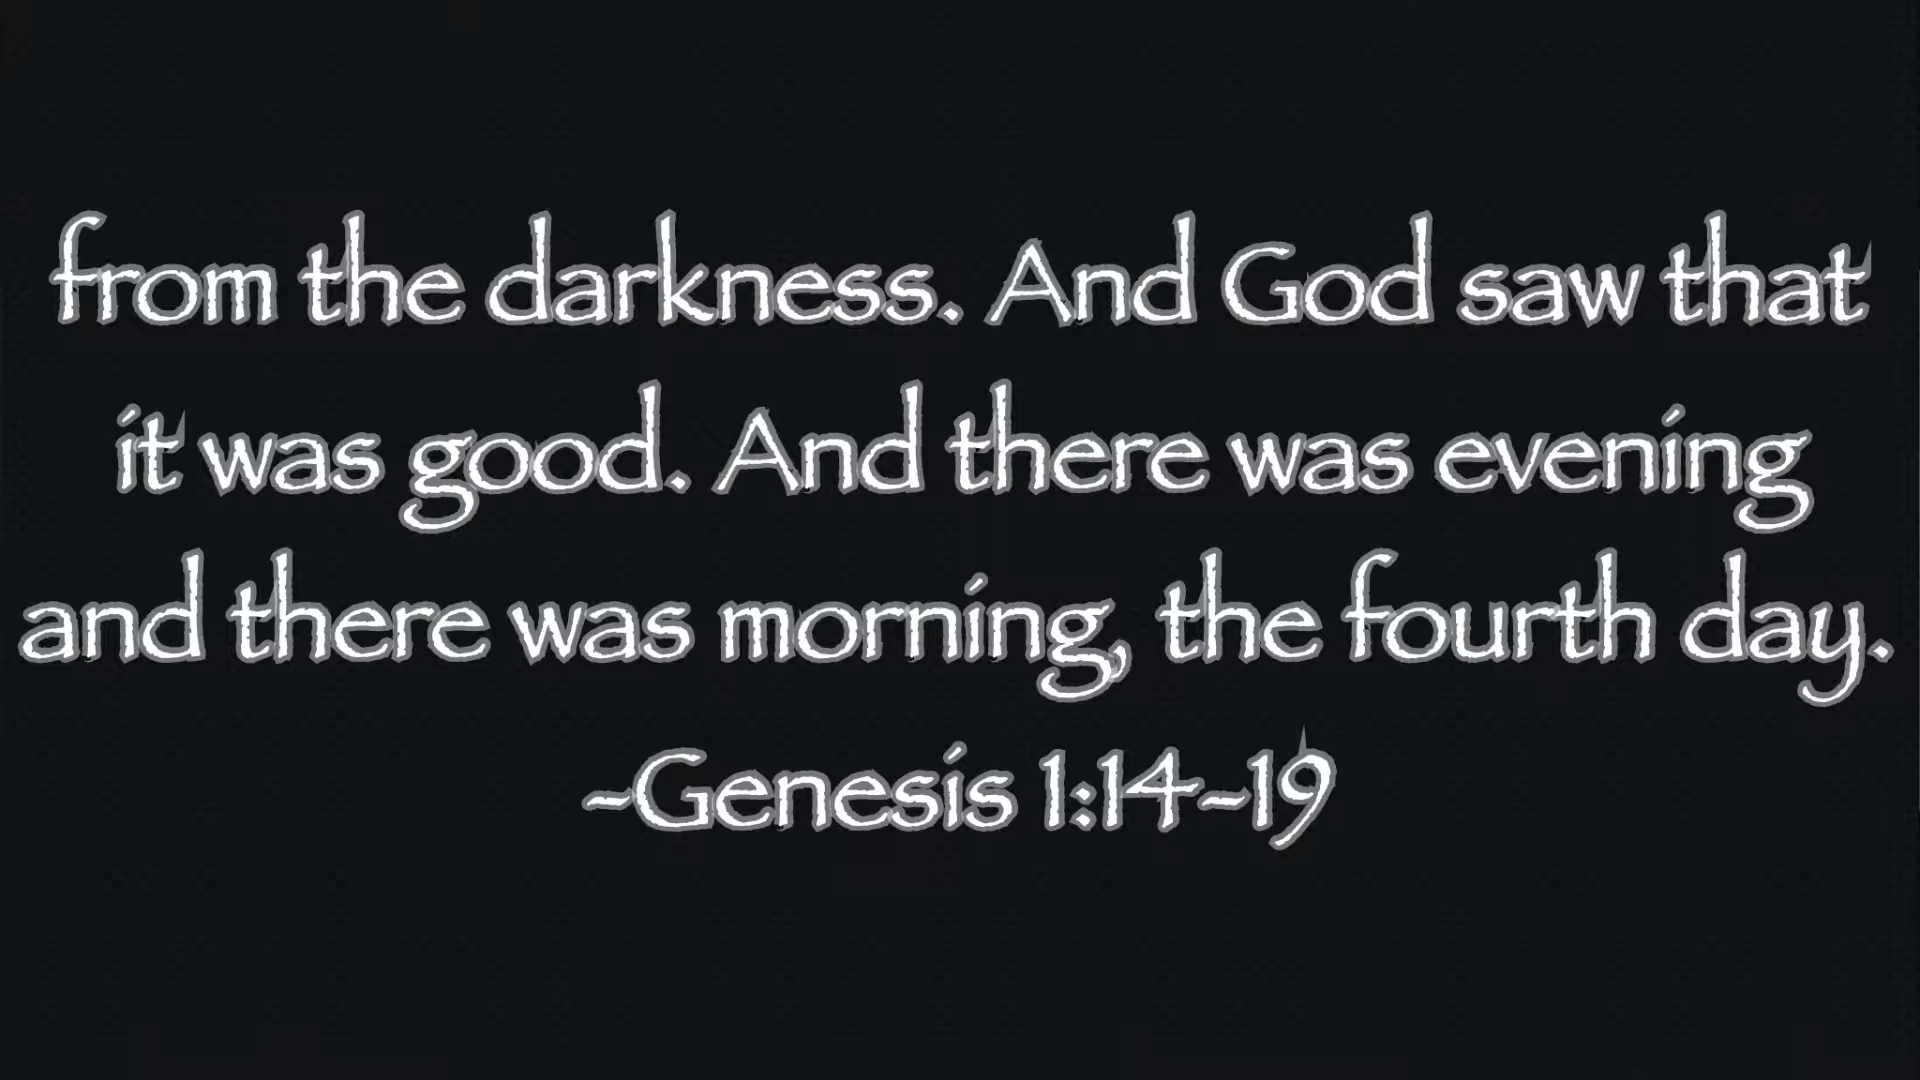 from the darkness. And God saw that
it was good. And there was evening
and there was morning, the fourth day.
~Genesis 1:14-19